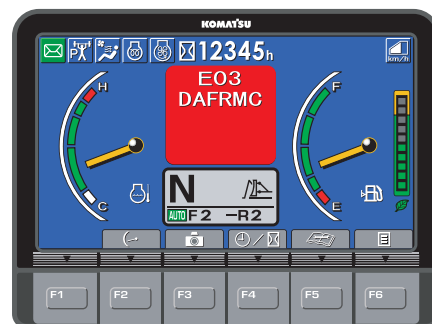 KOMATSU
12345h
km/h
E03
DAFRMC
H
C
F
E
N
AUTO F2 -R2
F1 F2 F3 F4 F5 F6